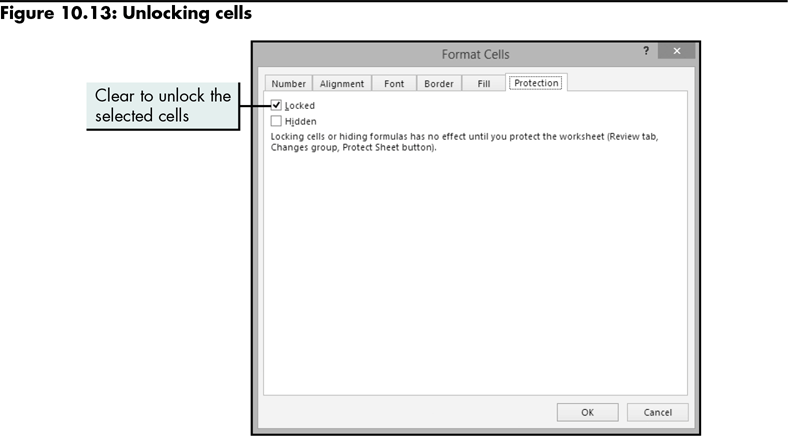 Figure 10.13: Unlocking cells
Format Cells
? ×
Number Alignment Font Border Fill Protection
Clear to unlock the
selected cells
Locked
Hidden
Locking cells or hiding formulas has no effect until you protect the worksheet (Review tab,
Changes group, Protect Sheet button).
OK Cancel